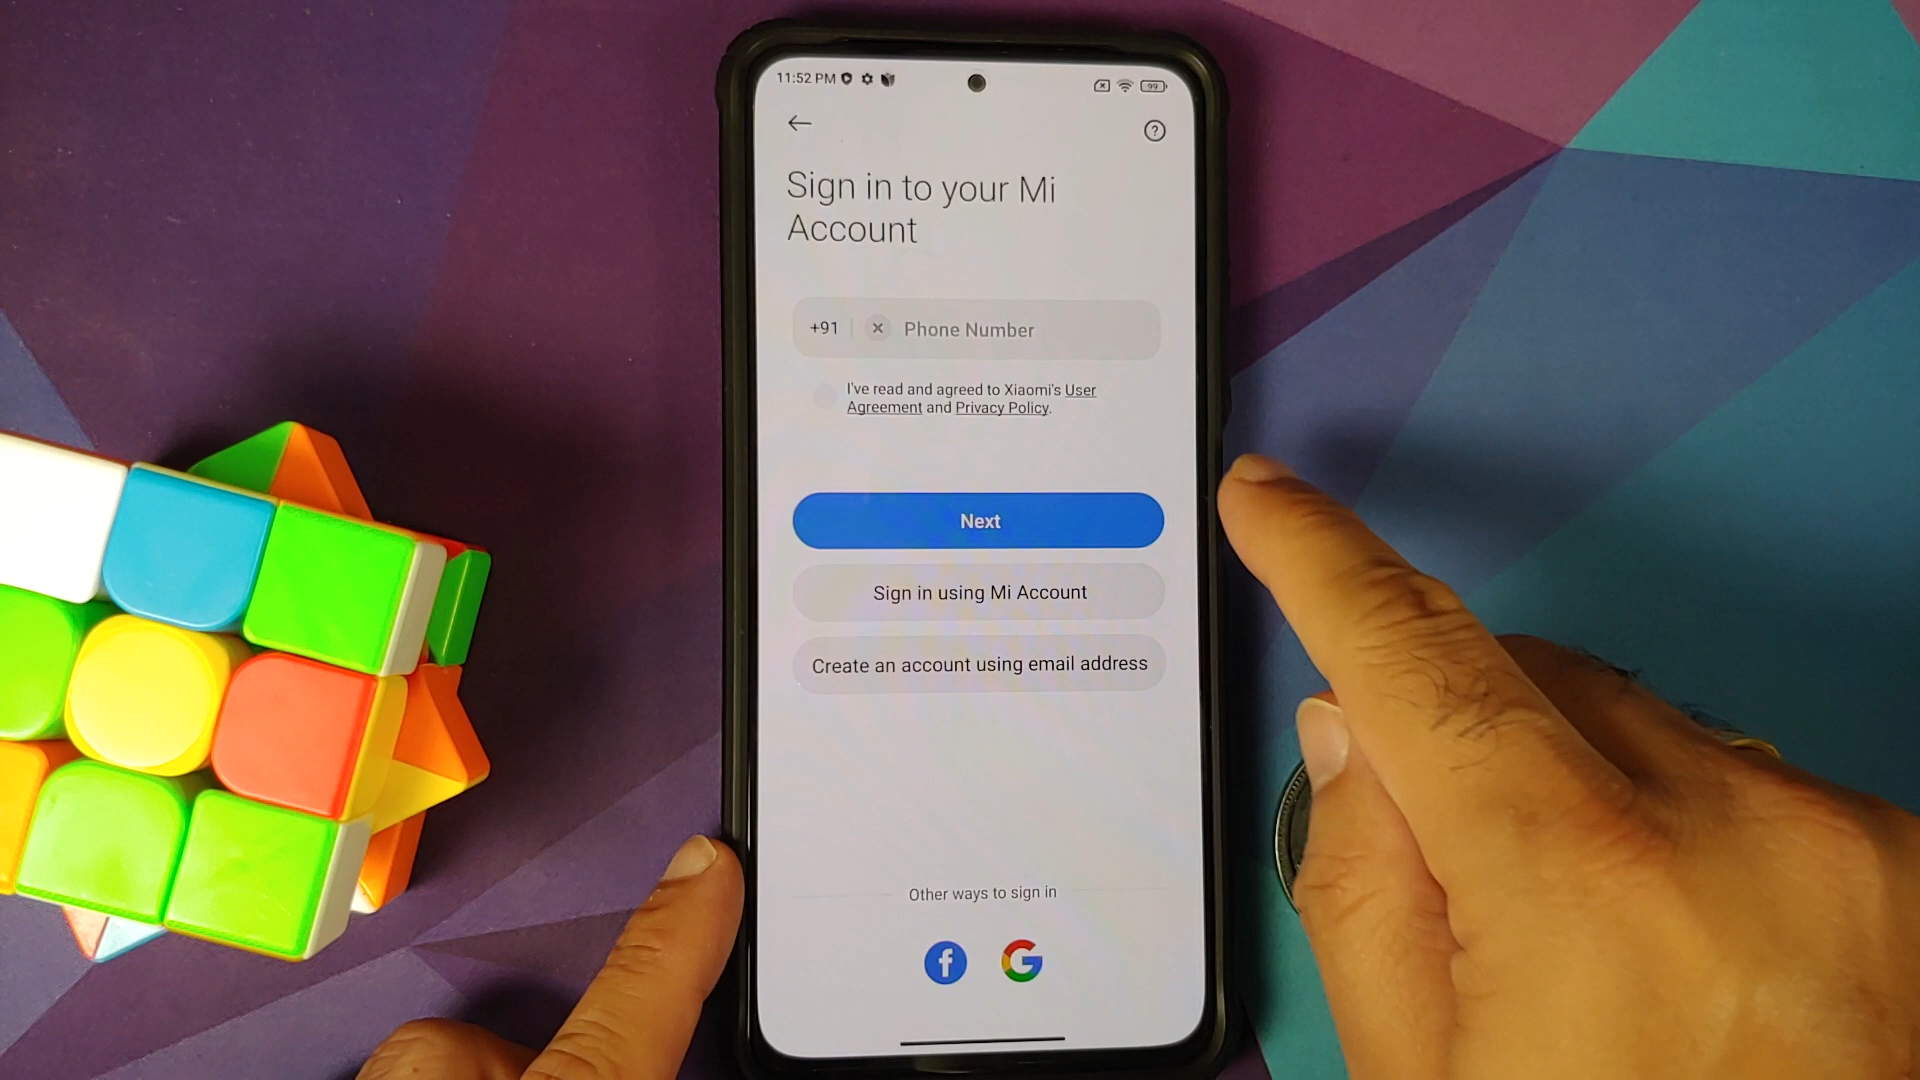 11:52 PM
99
Sign in to your Mi
Account
+91
Phone Number
I've read and agreed to Xiaomi's User
Agreement and Privacy Policy.
Next
Sign in using Mi Account
Create an account using email address
Other ways to sign in